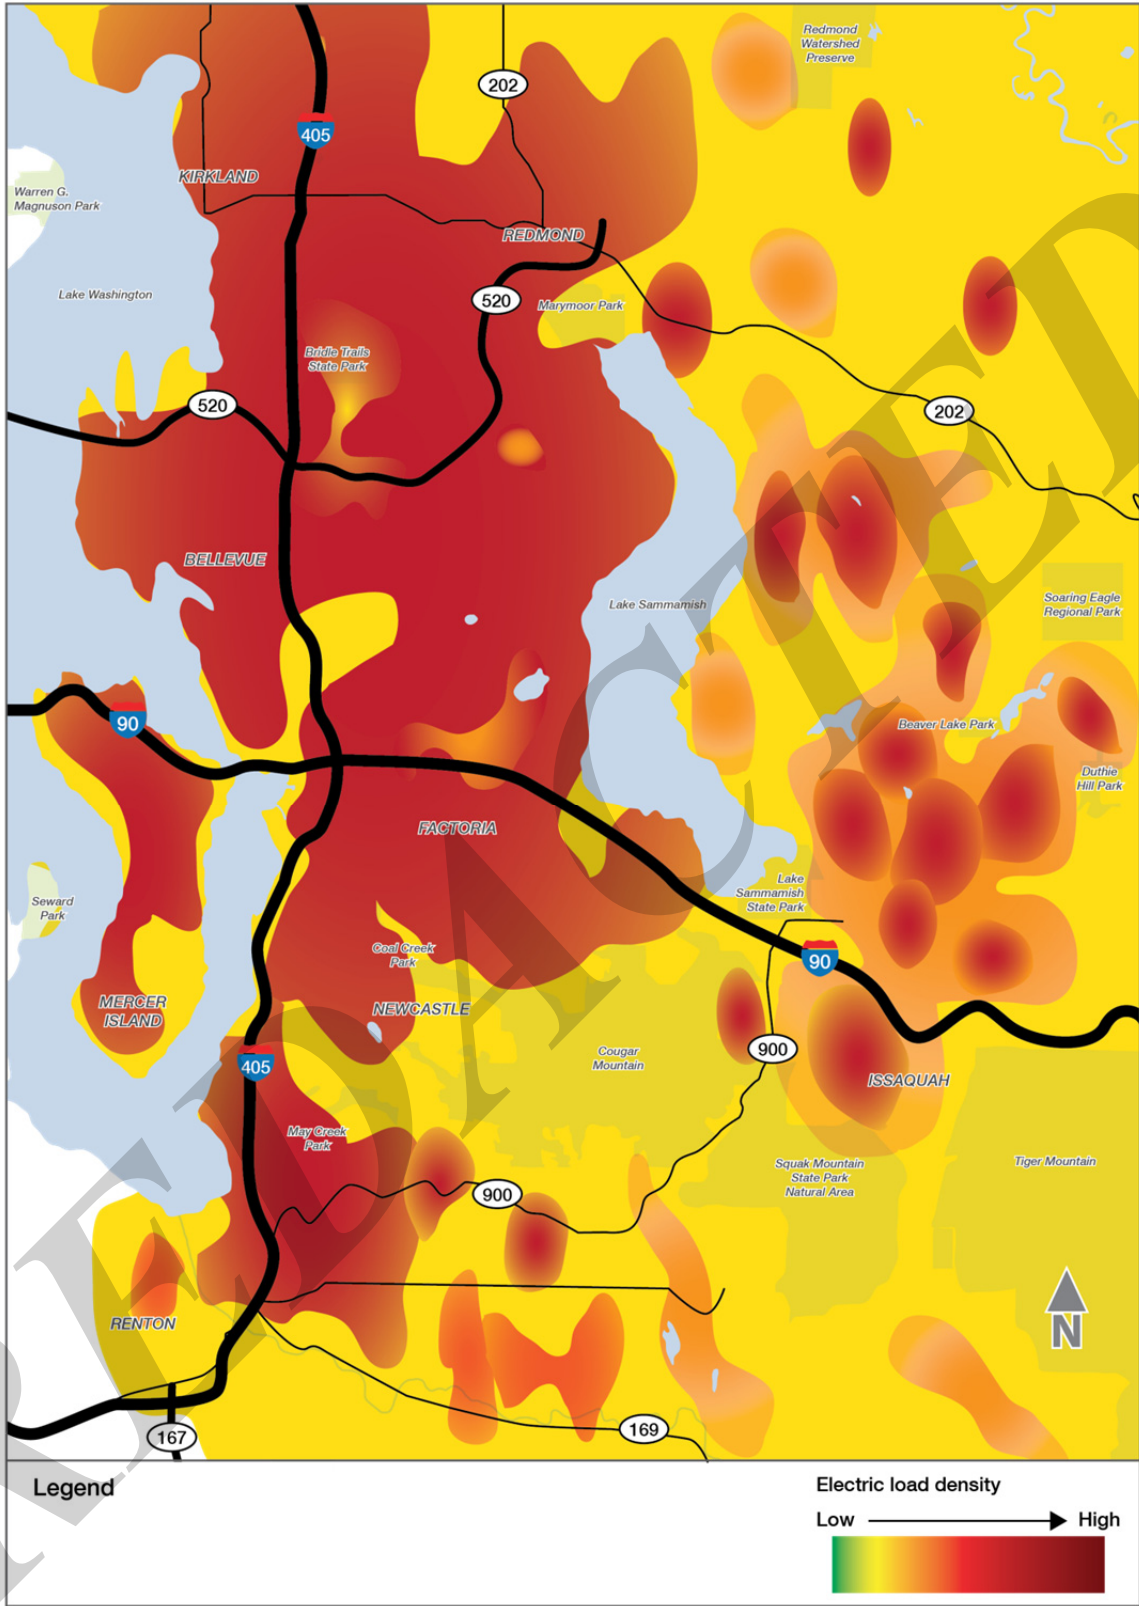 Redmond
Watershed
Preserve
202
405
KIRKLAND
Warren G.
Magnuson Park
REDMOND
Lake Washington
520
Marymoor Park
Bridle Trails
State Park
520
202
BELLEVUE
Lake Sammamish
Soaring Eagle
Regional Park
90
Beaver Lake Park
Duthie
Hill Park
FACTORIA
Seward
Park
Lake
Sammamish
State Park
Coal Creek
Park
90
MERCER
ISLAND
NEWCASTLE
Cougar
Mountain
900
405
ISSAQUAH
May Creek
Park
Squak Mountain
State Park
Natural Area
Tiger Mountain
900
RENTON
N
169
167
Legend
Electric load density
Low
High
REDACTED